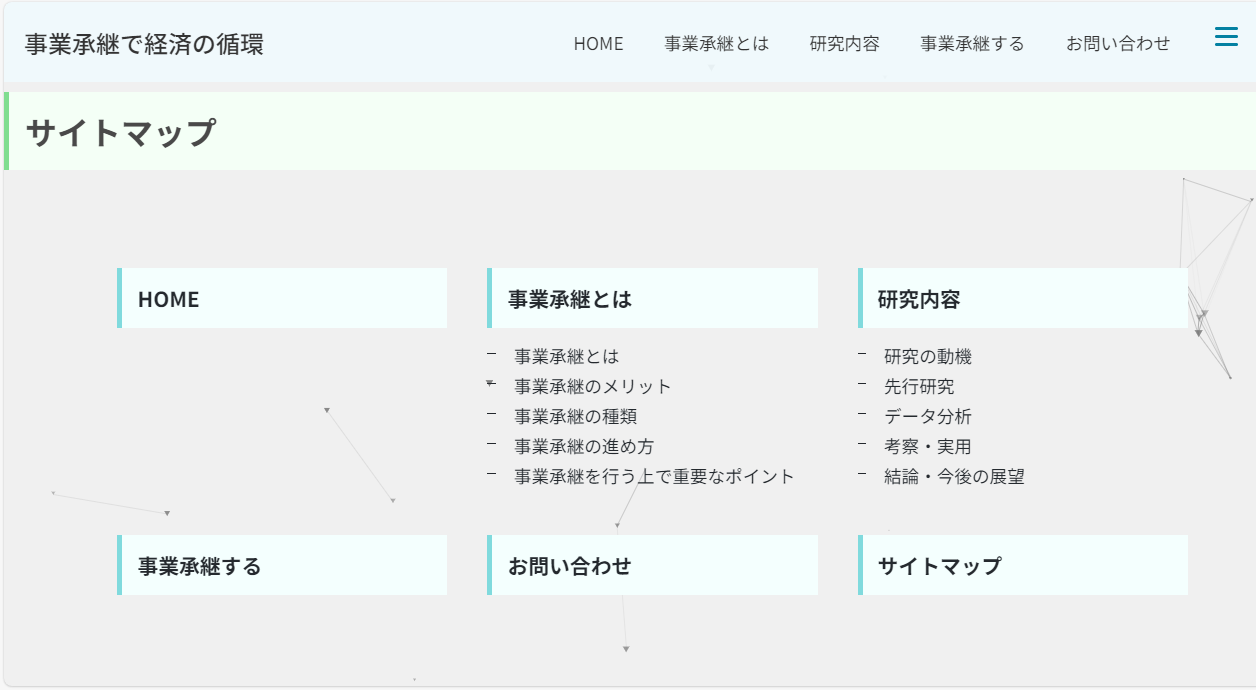 事業承継で経済の循環
HOME 事業承継とは 研究内容 事業承継する お問い合わせ
サイトマップ
HOME
事業承継とは
事業承継とは
事業承継のメリット
事業承継の種類
事業承継の進め方
事業承継を行う上で重要なポイント
研究内容
研究の動機
先行研究
データ分析
考察・実用
結論・今後の展望
事業承継する
お問い合わせ
サイトマップ